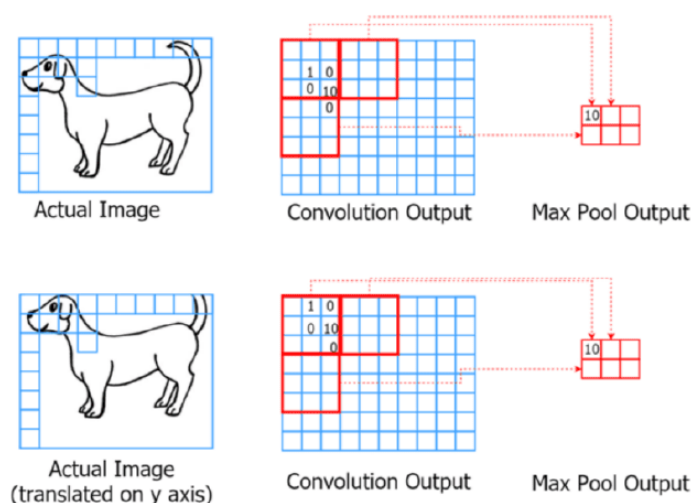 1 0
0 10
0
10
Actual Image
Convolution Output
Max Pool Output
1 0
0 10
0
10
Actual Image
(translated on y axis)
Convolution Output
Max Pool Output